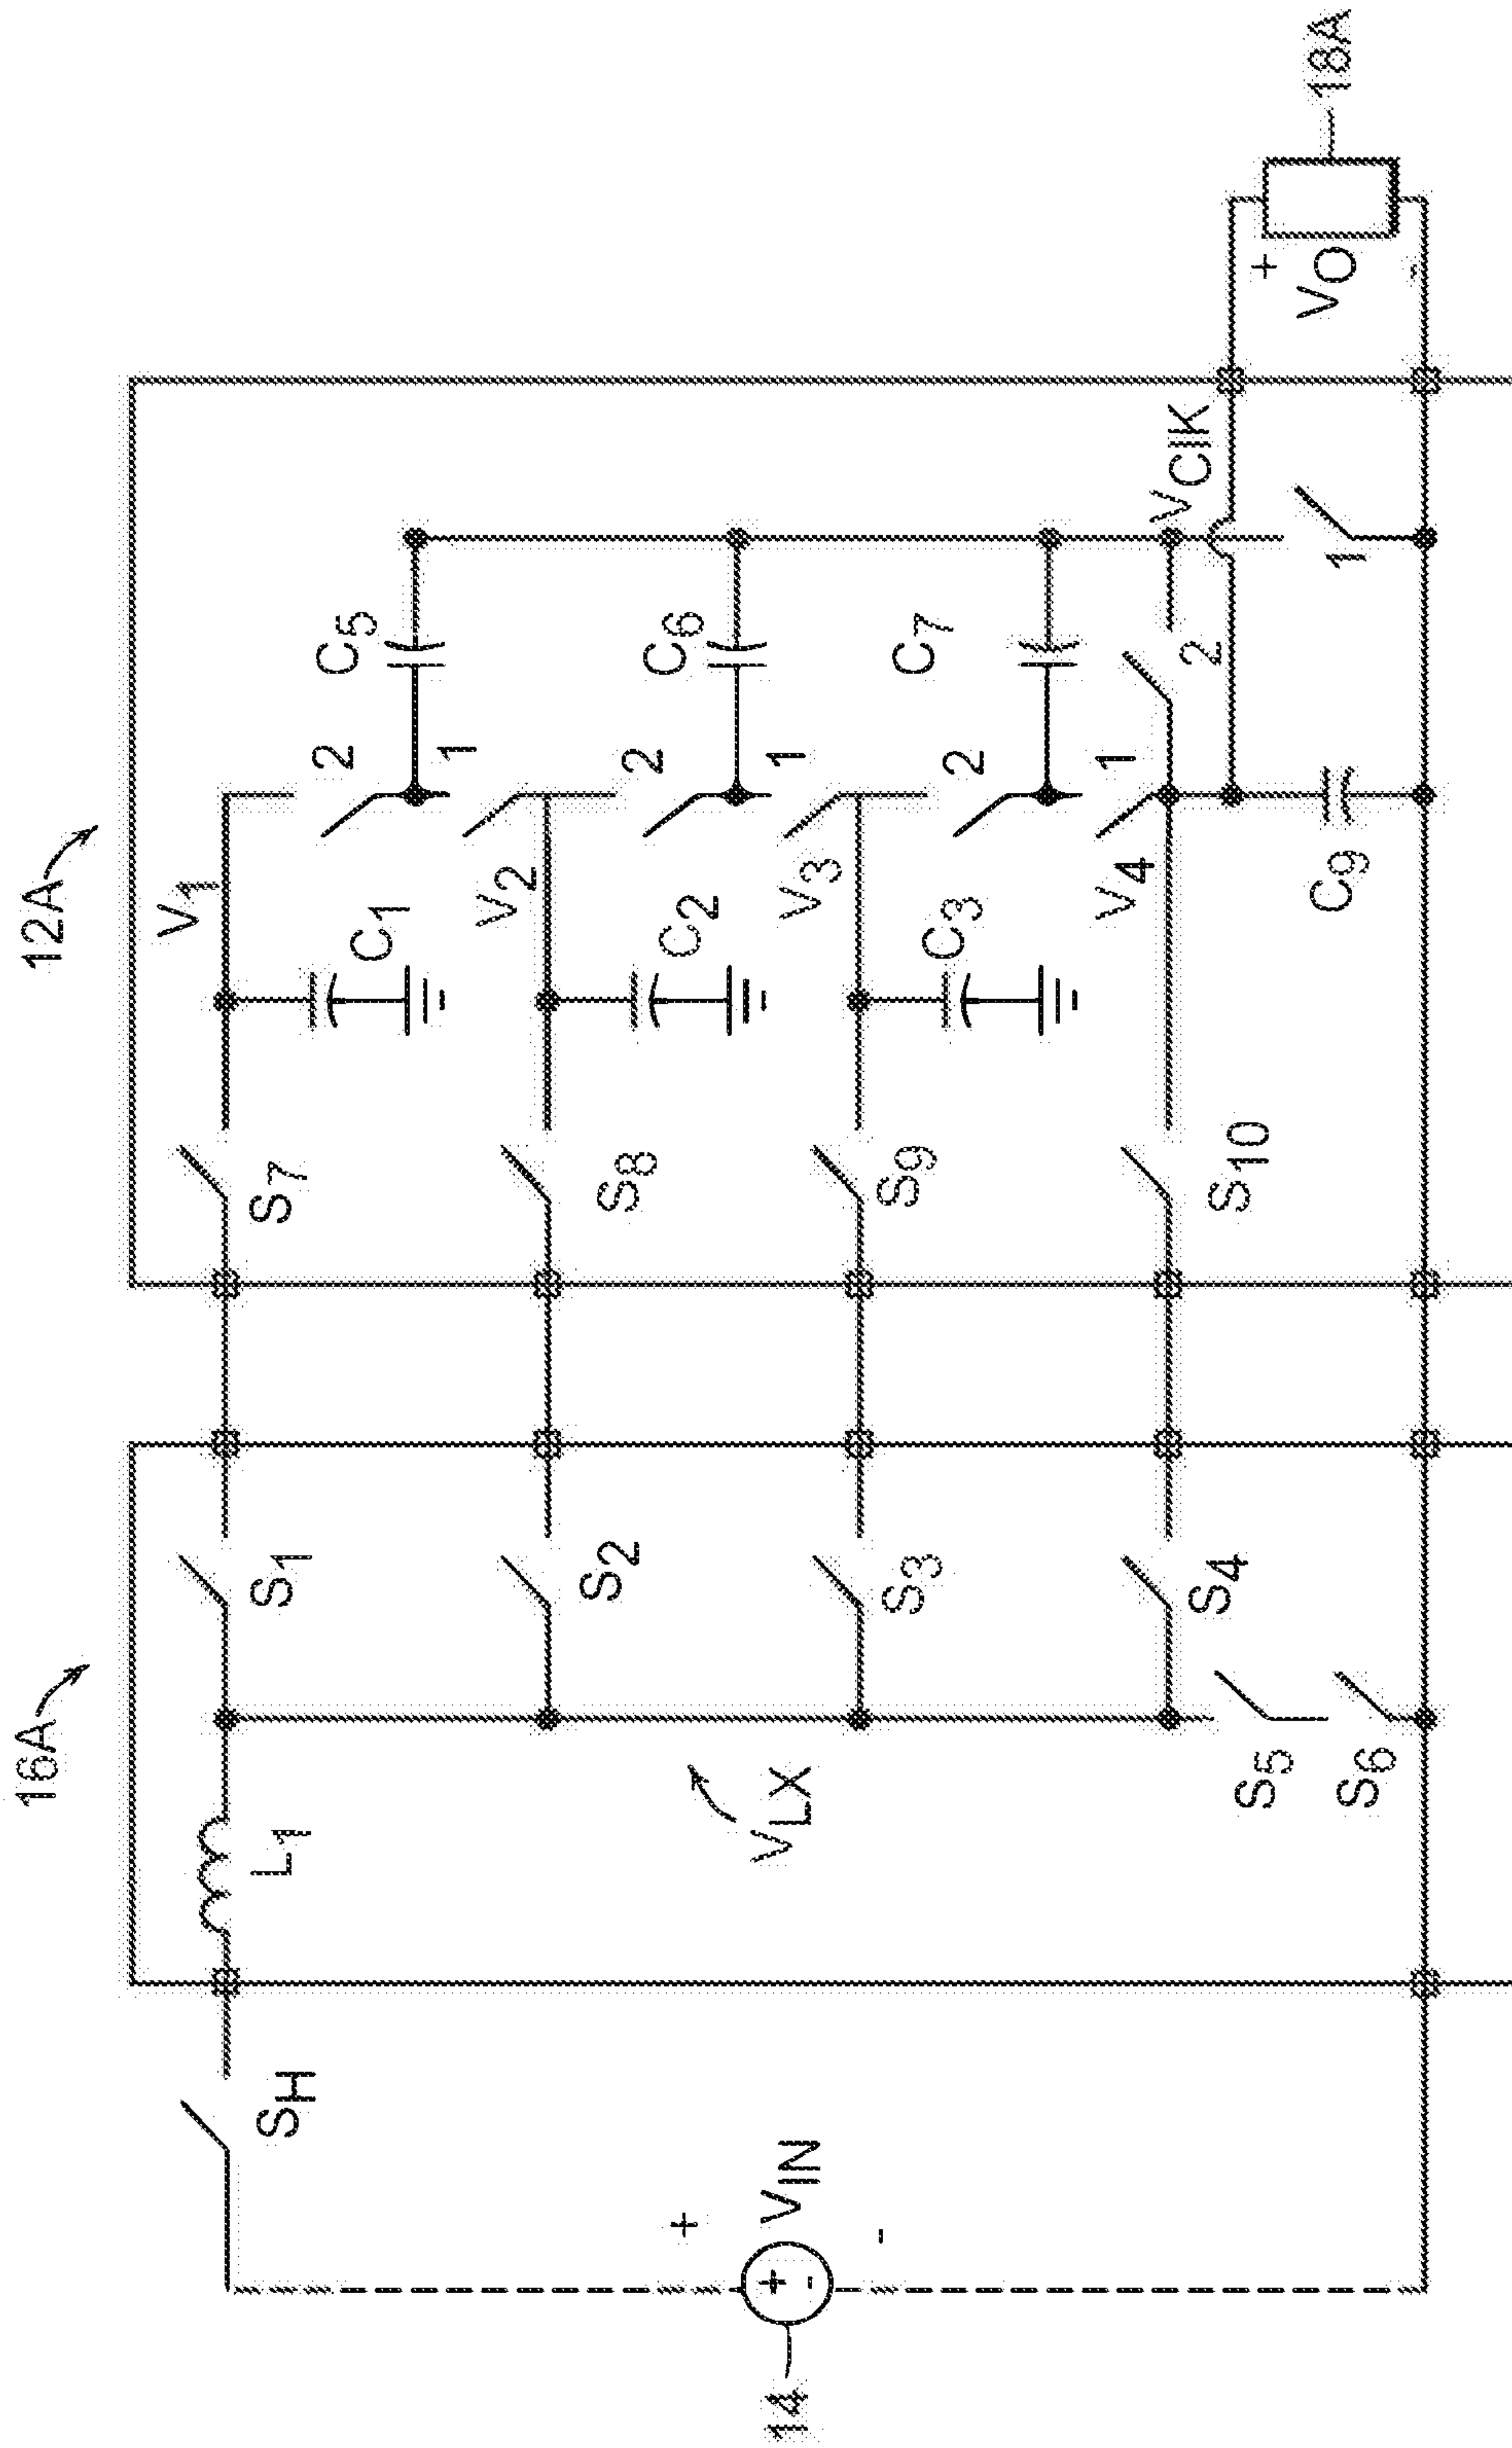 16A
12A
SH
L1
S1
S7
V1
2
C5
C1
1
S2
S8
V2
2
C6
C2
1
VLX
S3
S9
V3
2
C7
C3
1
S4
S10
V4
2
VClK
S5
S6
C9
1
14
+
VIN
-
+
-
+
VO
-
18A